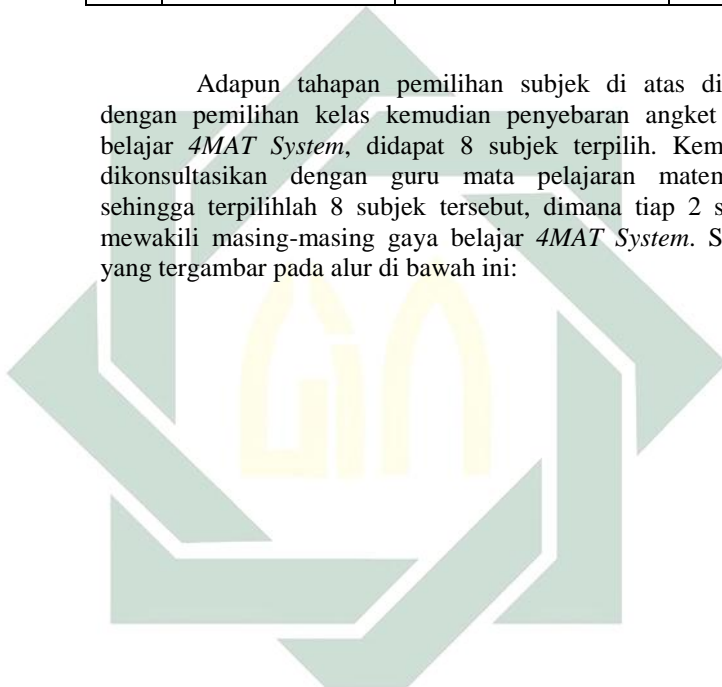 Adapun tahapan pemilihan subjek di atas di
dengan pemilihan kelas kemudian penyebaran angket
belajar 4MAT System, didapat 8 subjek terpilih. Kem
dikonsultasikan dengan guru mata pelajaran matem
sehingga terpilihlah 8 subjek tersebut, dimana tiap 2 s
mewakili masing-masing gaya belajar 4MAT System. S
yang tergambar pada alur di bawah ini: